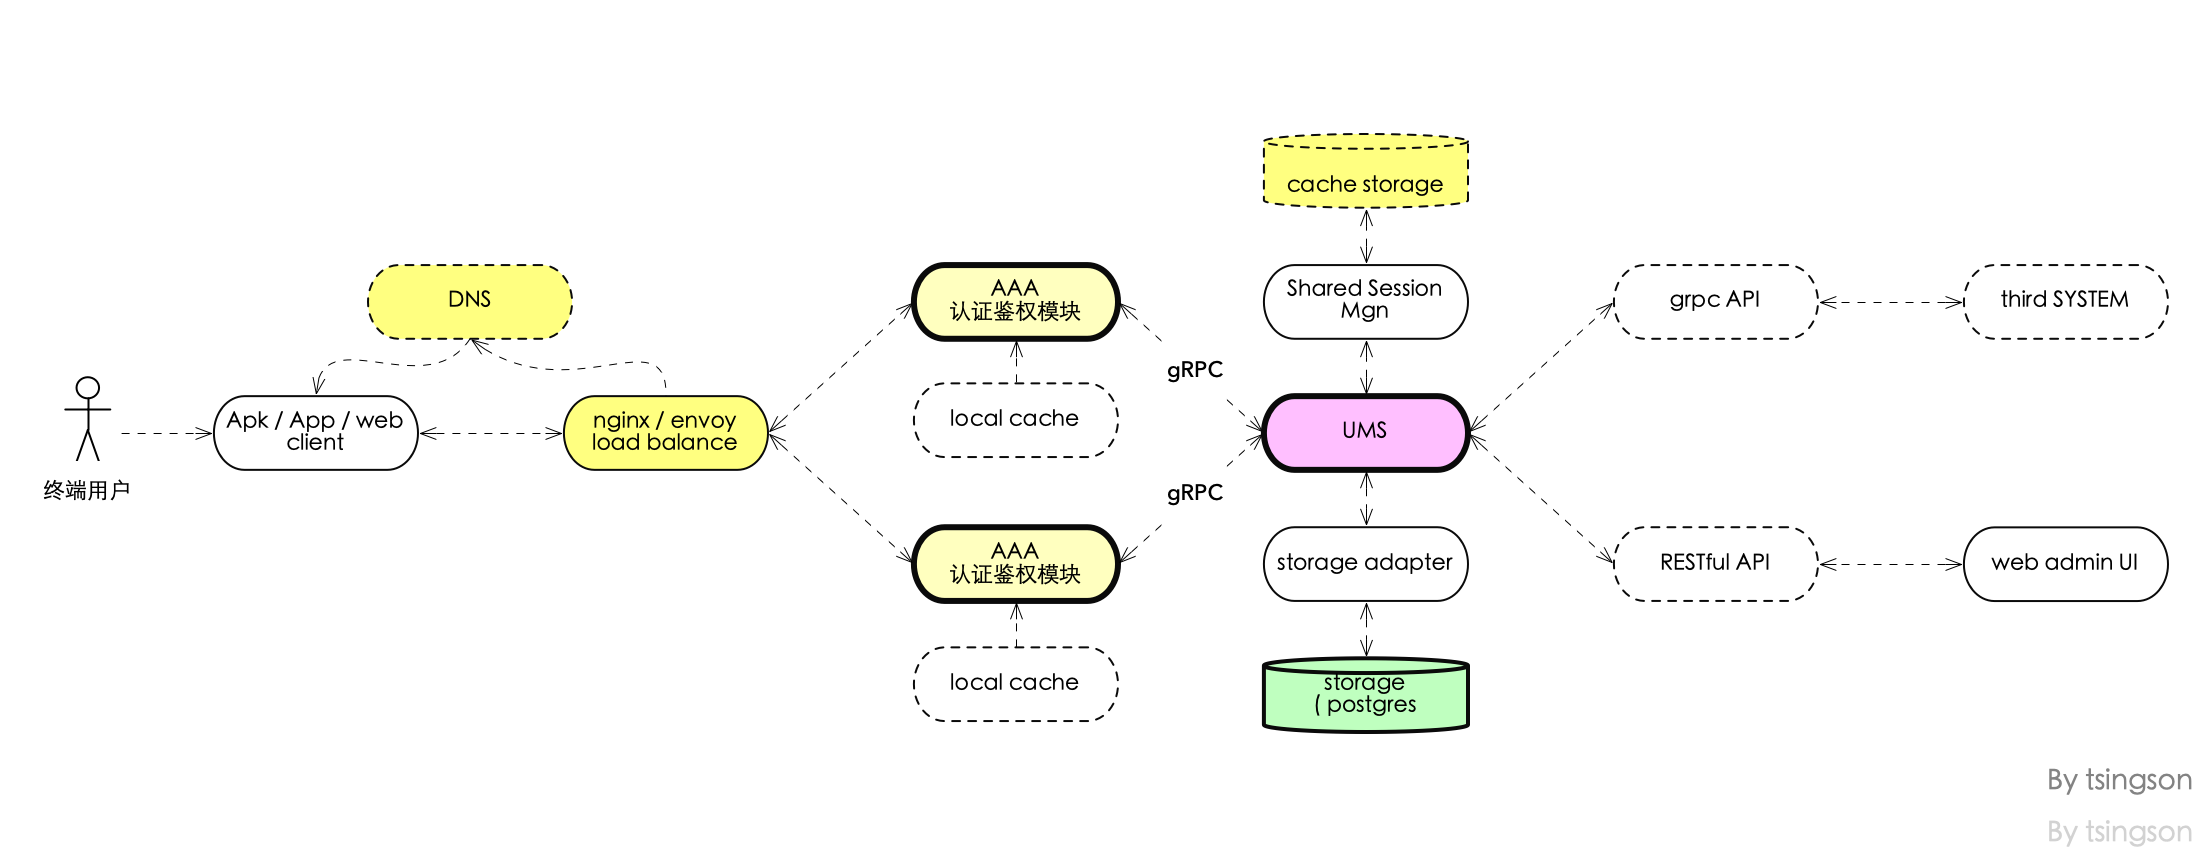 cache storage
DNS
AAA
认证鉴权模块
Shared Session
Mgn
grpc API
third SYSTEM
gRPC
终端用户
Apk / App / web
client
nginx / envoy
load balance
local cache
UMS
gRPC
AAA
认证鉴权模块
storage adapter
RESTful API
web admin UI
local cache
storage
( postgres
By tsingson
By tsingson